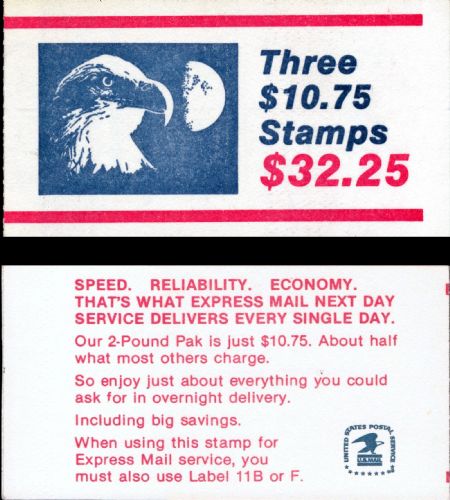 Three
$10.75
Stamps
$32.25
SPEED. RELIABILITY. ECONOMY.
THAT'S WHAT EXPRESS MAIL NEXT DAY
SERVICE DELIVERS EVERY SINGLE DAY.
Our 2-Pound Pak is just $10.75. About half
what most others charge.
So enjoy just about everything you could
ask for in overnight delivery.
Including big savings.
When using this stamp for
Express Mail service, you
must also use Label 11B or F.
UNITED STATES POSTAL SERVICE
U.S.MAIL